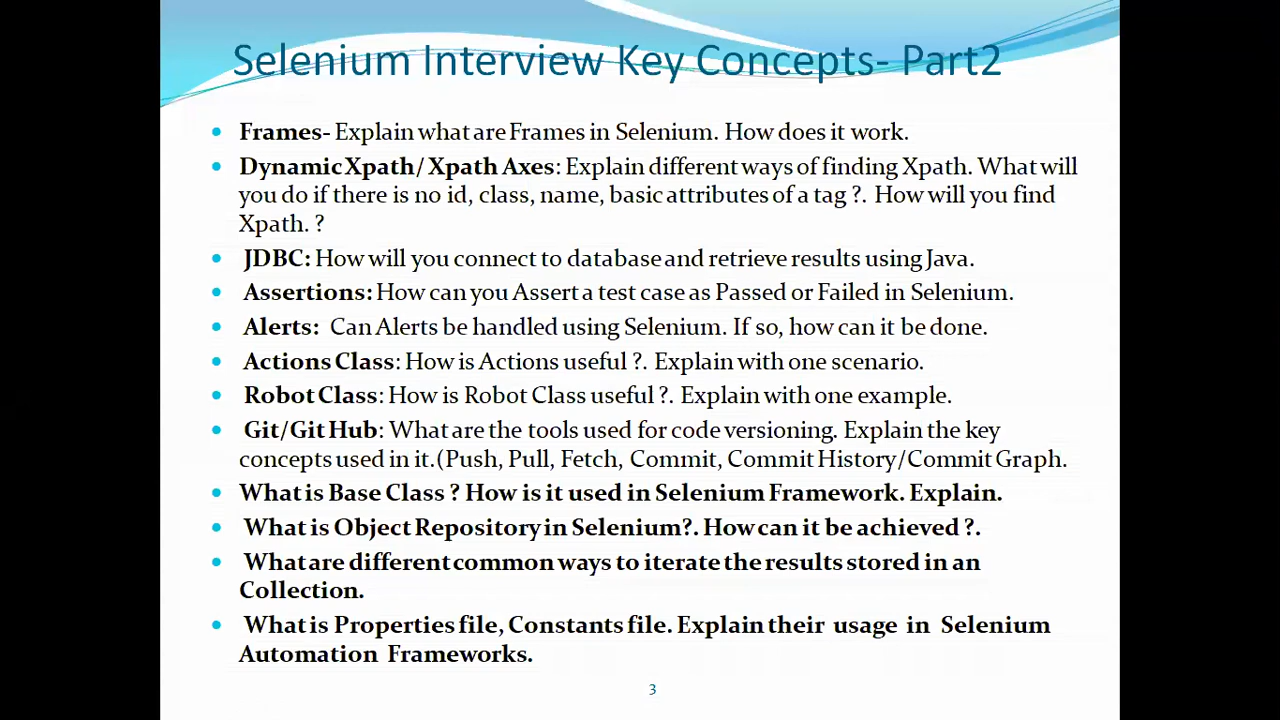 Selenium Interview Key Concepts- Part2
• Frames- Explain what are Frames in Selenium. How does it work.
• Dynamic Xpath/ Xpath Axes: Explain different ways of finding Xpath. What will
you do if there is no id, class, name, basic attributes of a tag ?. How will you find
Xpath. ?
• JDBC: How will you connect to database and retrieve results using Java.
• Assertions: How can you Assert a test case as Passed or Failed in Selenium.
• Alerts: Can Alerts be handled using Selenium. If so, how can it be done.
• Actions Class: How is Actions useful ?. Explain with one scenario.
• Robot Class: How is Robot Class useful ?. Explain with one example.
• Git/Git Hub: What are the tools used for code versioning. Explain the key
concepts used in it.(Push, Pull, Fetch, Commit, Commit History/Commit Graph.
• What is Base Class ? How is it used in Selenium Framework. Explain.
• What is Object Repository in Selenium?. How can it be achieved ?.
• What are different common ways to iterate the results stored in an
Collection.
• What is Properties file, Constants file. Explain their usage in Selenium
Automation Frameworks.
3